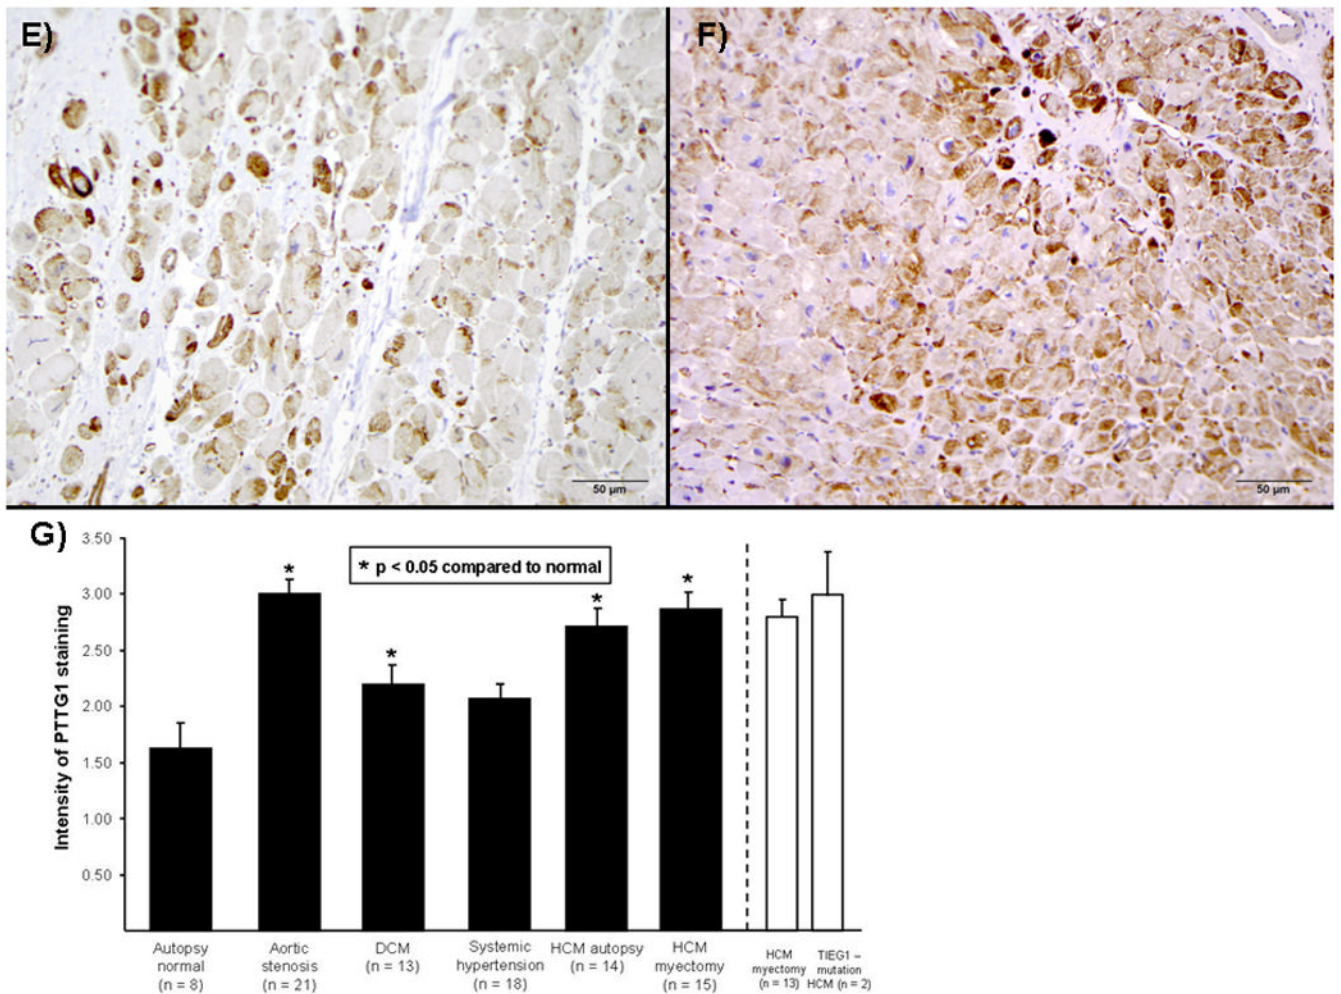 E)
F)
50 µm
50 µm
G)
Intensity of PTTG1 staining
3.50
3.00
2.50
2.00
1.50
1.00
0.50
* p < 0.05 compared to normal
*
*
*
*
Autopsy
normal
(n = 8)
Aortic
stenosis
(n = 21)
DCM
(n = 13)
Systemic
hypertension
(n = 18)
HCM autopsy
(n = 14)
HCM
myectomy
(n = 15)
HCM
myectomy
(n = 13)
TIEG1 –
mutation
HCM (n = 2)